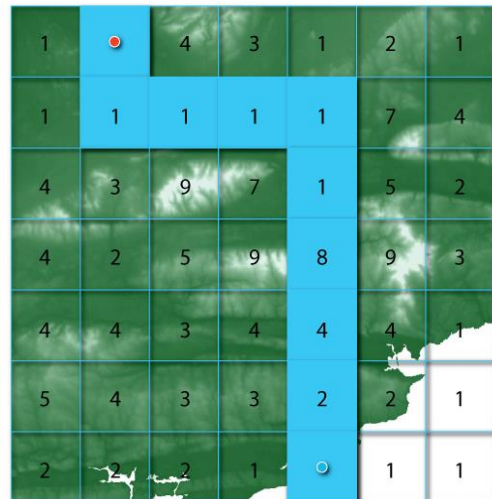 1 4 3 1 2 1
1 1 1 1 1 7 4
4 3 9 7 1 5 2
4 2 5 9 8 9 3
4 4 3 4 4 4 1
5 4 3 3 2 2 1
2 2 2 1 1 1